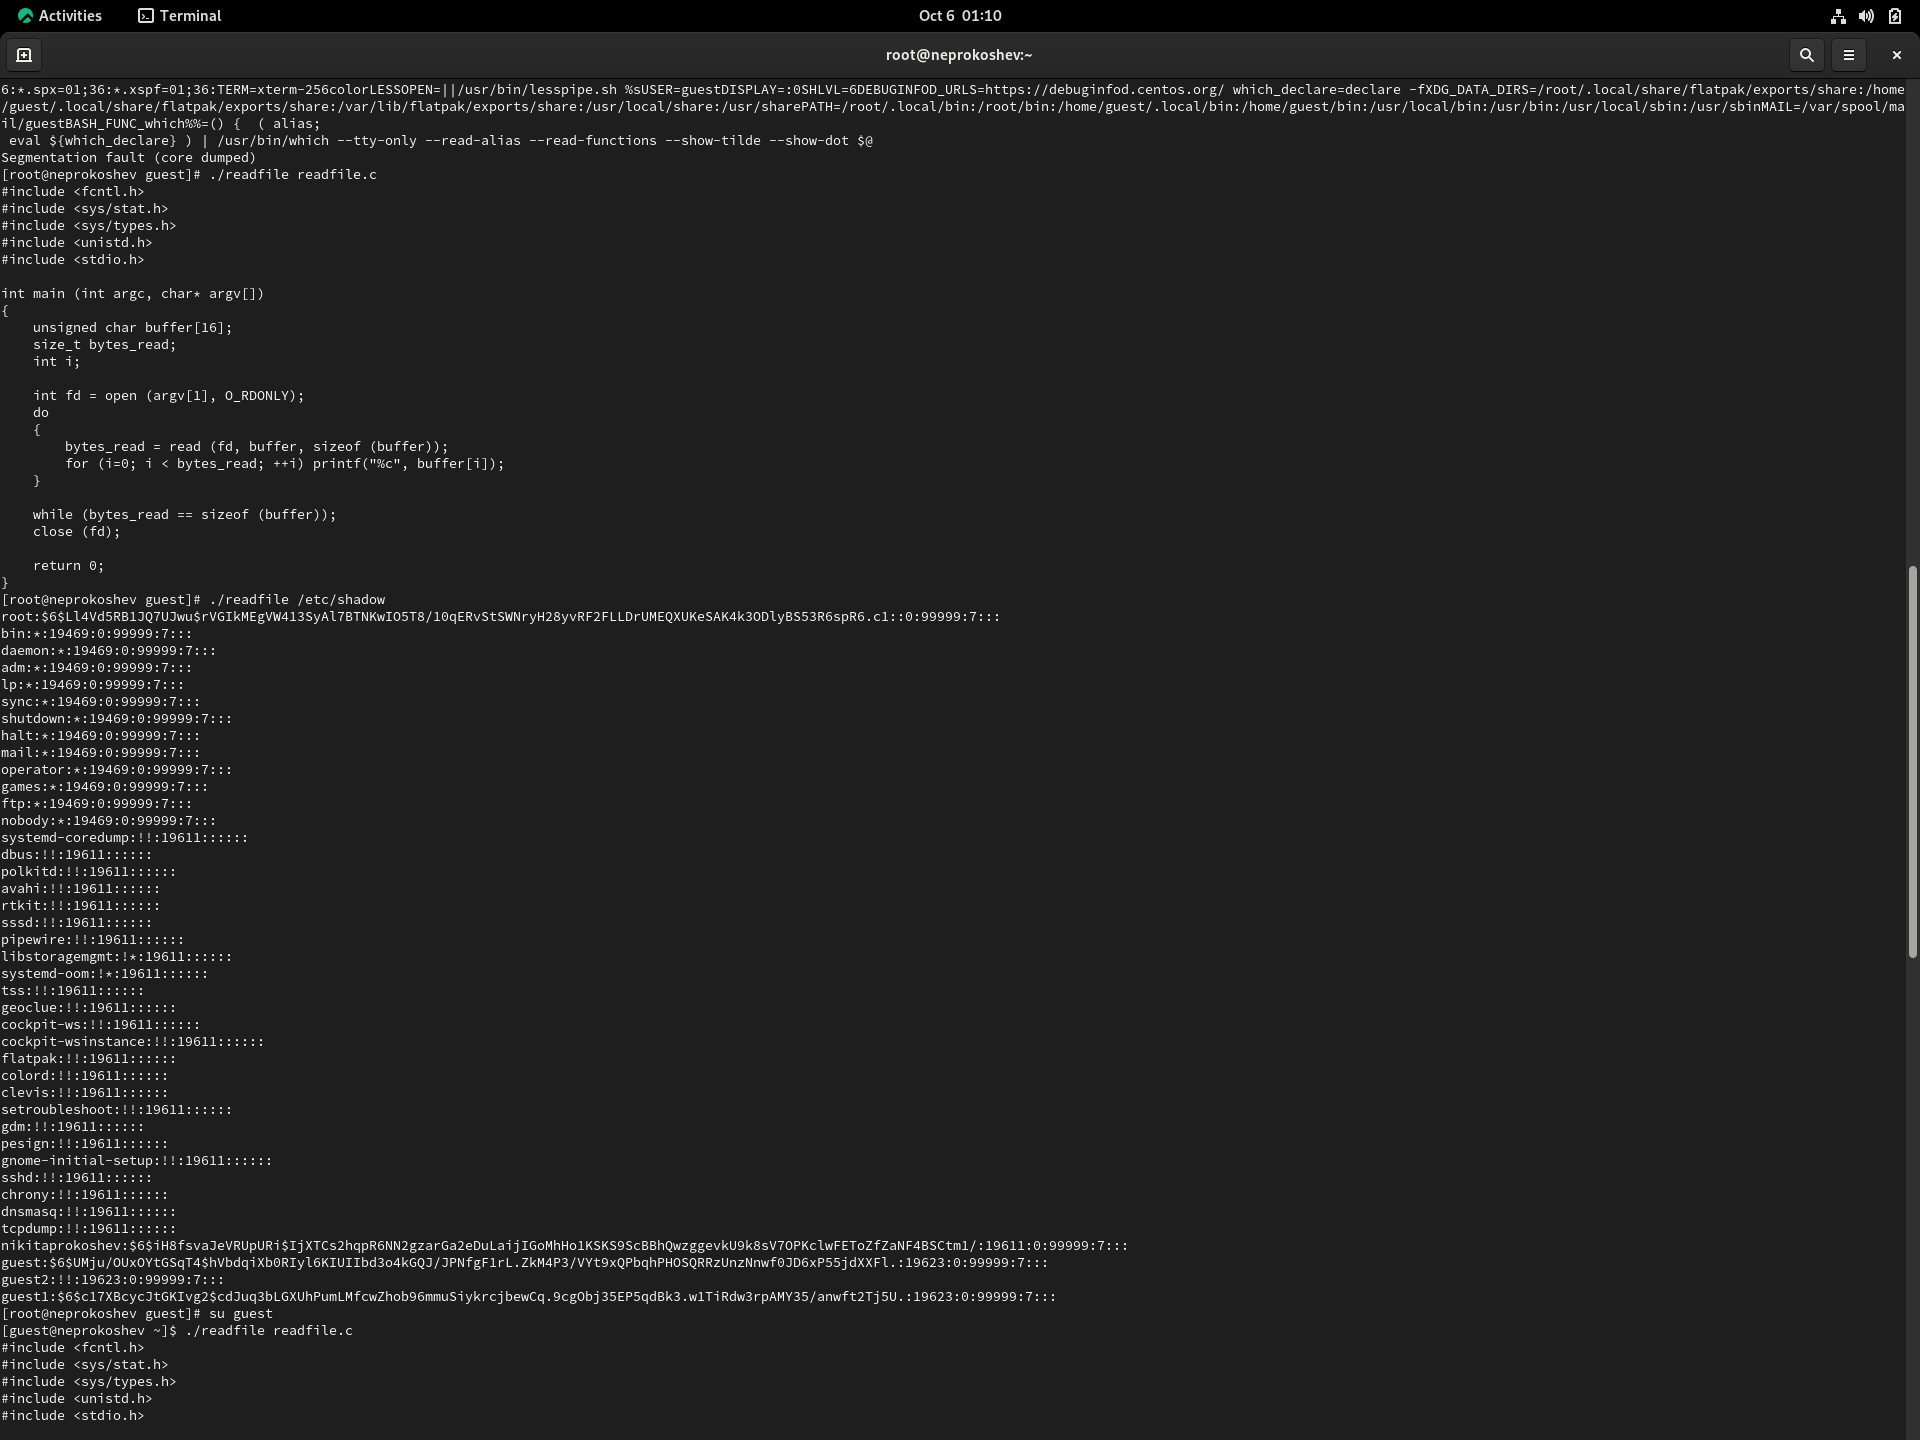 Activities
Terminal
Oct 6 01:10
root@neprokoshev:~
6:*.spx=01;36:*.xspf=01;36:TERM=xterm-256colorLESSOPEN=||/usr/bin/lesspipe.sh %sUSER=guestDISPLAY=:0SHLVL=6DEBUGINFOD_URLS=https://debuginfod.centos.org/ which_declare=declare -fXDG_DATA_DIRS=/root/.local/share/flatpak/exports/share:/home
/guest/.local/share/flatpak/exports/share:/var/lib/flatpak/exports/share:/usr/local/share:/usr/sharePATH=/root/.local/bin:/root/bin:/home/guest/.local/bin:/home/guest/bin:/usr/local/bin:/usr/bin:/usr/local/sbin:/usr/sbinMAIL=/var/spool/ma
il/guestBASH_FUNC_which%%=() {  ( alias;
 eval ${which_declare} ) | /usr/bin/which --tty-only --read-alias --read-functions --show-tilde --show-dot $@
Segmentation fault (core dumped)
[root@neprokoshev guest]# ./readfile readfile.c
#include <fcntl.h>
#include <sys/stat.h>
#include <sys/types.h>
#include <unistd.h>
#include <stdio.h>

int main (int argc, char* argv[])
{
    unsigned char buffer[16];
    size_t bytes_read;
    int i;

    int fd = open (argv[1], O_RDONLY);
    do
    {
        bytes_read = read (fd, buffer, sizeof (buffer));
        for (i=0; i < bytes_read; ++i) printf("%c", buffer[i]);
    }

    while (bytes_read == sizeof (buffer));
    close (fd);

    return 0;
}
[root@neprokoshev guest]# ./readfile /etc/shadow
root:$6$Ll4Vd5RB1JQ7UJwu$rVGIkMEgVW413SyAl7BTNKwIO5T8/10qERvStSWNryH28yvRF2FLLDrUMEQXUKeSAK4k3ODlyBS53R6spR6.c1::0:99999:7:::
bin:*:19469:0:99999:7:::
daemon:*:19469:0:99999:7:::
adm:*:19469:0:99999:7:::
lp:*:19469:0:99999:7:::
sync:*:19469:0:99999:7:::
shutdown:*:19469:0:99999:7:::
halt:*:19469:0:99999:7:::
mail:*:19469:0:99999:7:::
operator:*:19469:0:99999:7:::
games:*:19469:0:99999:7:::
ftp:*:19469:0:99999:7:::
nobody:*:19469:0:99999:7:::
systemd-coredump:!!:19611::::::
dbus:!!:19611::::::
polkitd:!!:19611::::::
avahi:!!:19611::::::
rtkit:!!:19611::::::
sssd:!!:19611::::::
pipewire:!!:19611::::::
libstoragemgmt:!*:19611::::::
systemd-oom:!*:19611::::::
tss:!!:19611::::::
geoclue:!!:19611::::::
cockpit-ws:!!:19611::::::
cockpit-wsinstance:!!:19611::::::
flatpak:!!:19611::::::
colord:!!:19611::::::
clevis:!!:19611::::::
setroubleshoot:!!:19611::::::
gdm:!!:19611::::::
pesign:!!:19611::::::
gnome-initial-setup:!!:19611::::::
sshd:!!:19611::::::
chrony:!!:19611::::::
dnsmasq:!!:19611::::::
tcpdump:!!:19611::::::
nikitaprokoshev:$6$iH8fsvaJeVRUpURi$IjXTCs2hqpR6NN2gzarGa2eDuLaijIGoMhHo1KSKS9ScBBhQwzggevkU9k8sV7OPKclwFEToZfZaNF4BSCtm1/:19611:0:99999:7:::
guest:$6$UMju/OUxOYtGSqT4$hVbdqiXb0RIyl6KIUIIbd3o4kGQJ/JPNfgF1rL.ZkM4P3/VYt9xQPbqhPHOSQRRzUnzNnwf0JD6xP55jdXXFl.:19623:0:99999:7:::
guest2:!!:19623:0:99999:7:::
guest1:$6$c17XBcycJtGKIvg2$cdJuq3bLGXUhPumLMfcwZhob96mmuSiykrcjbewCq.9cgObj35EP5qdBk3.w1TiRdw3rpAMY35/anwft2Tj5U.:19623:0:99999:7:::
[root@neprokoshev guest]# su guest
[guest@neprokoshev ~]$ ./readfile readfile.c
#include <fcntl.h>
#include <sys/stat.h>
#include <sys/types.h>
#include <unistd.h>
#include <stdio.h>